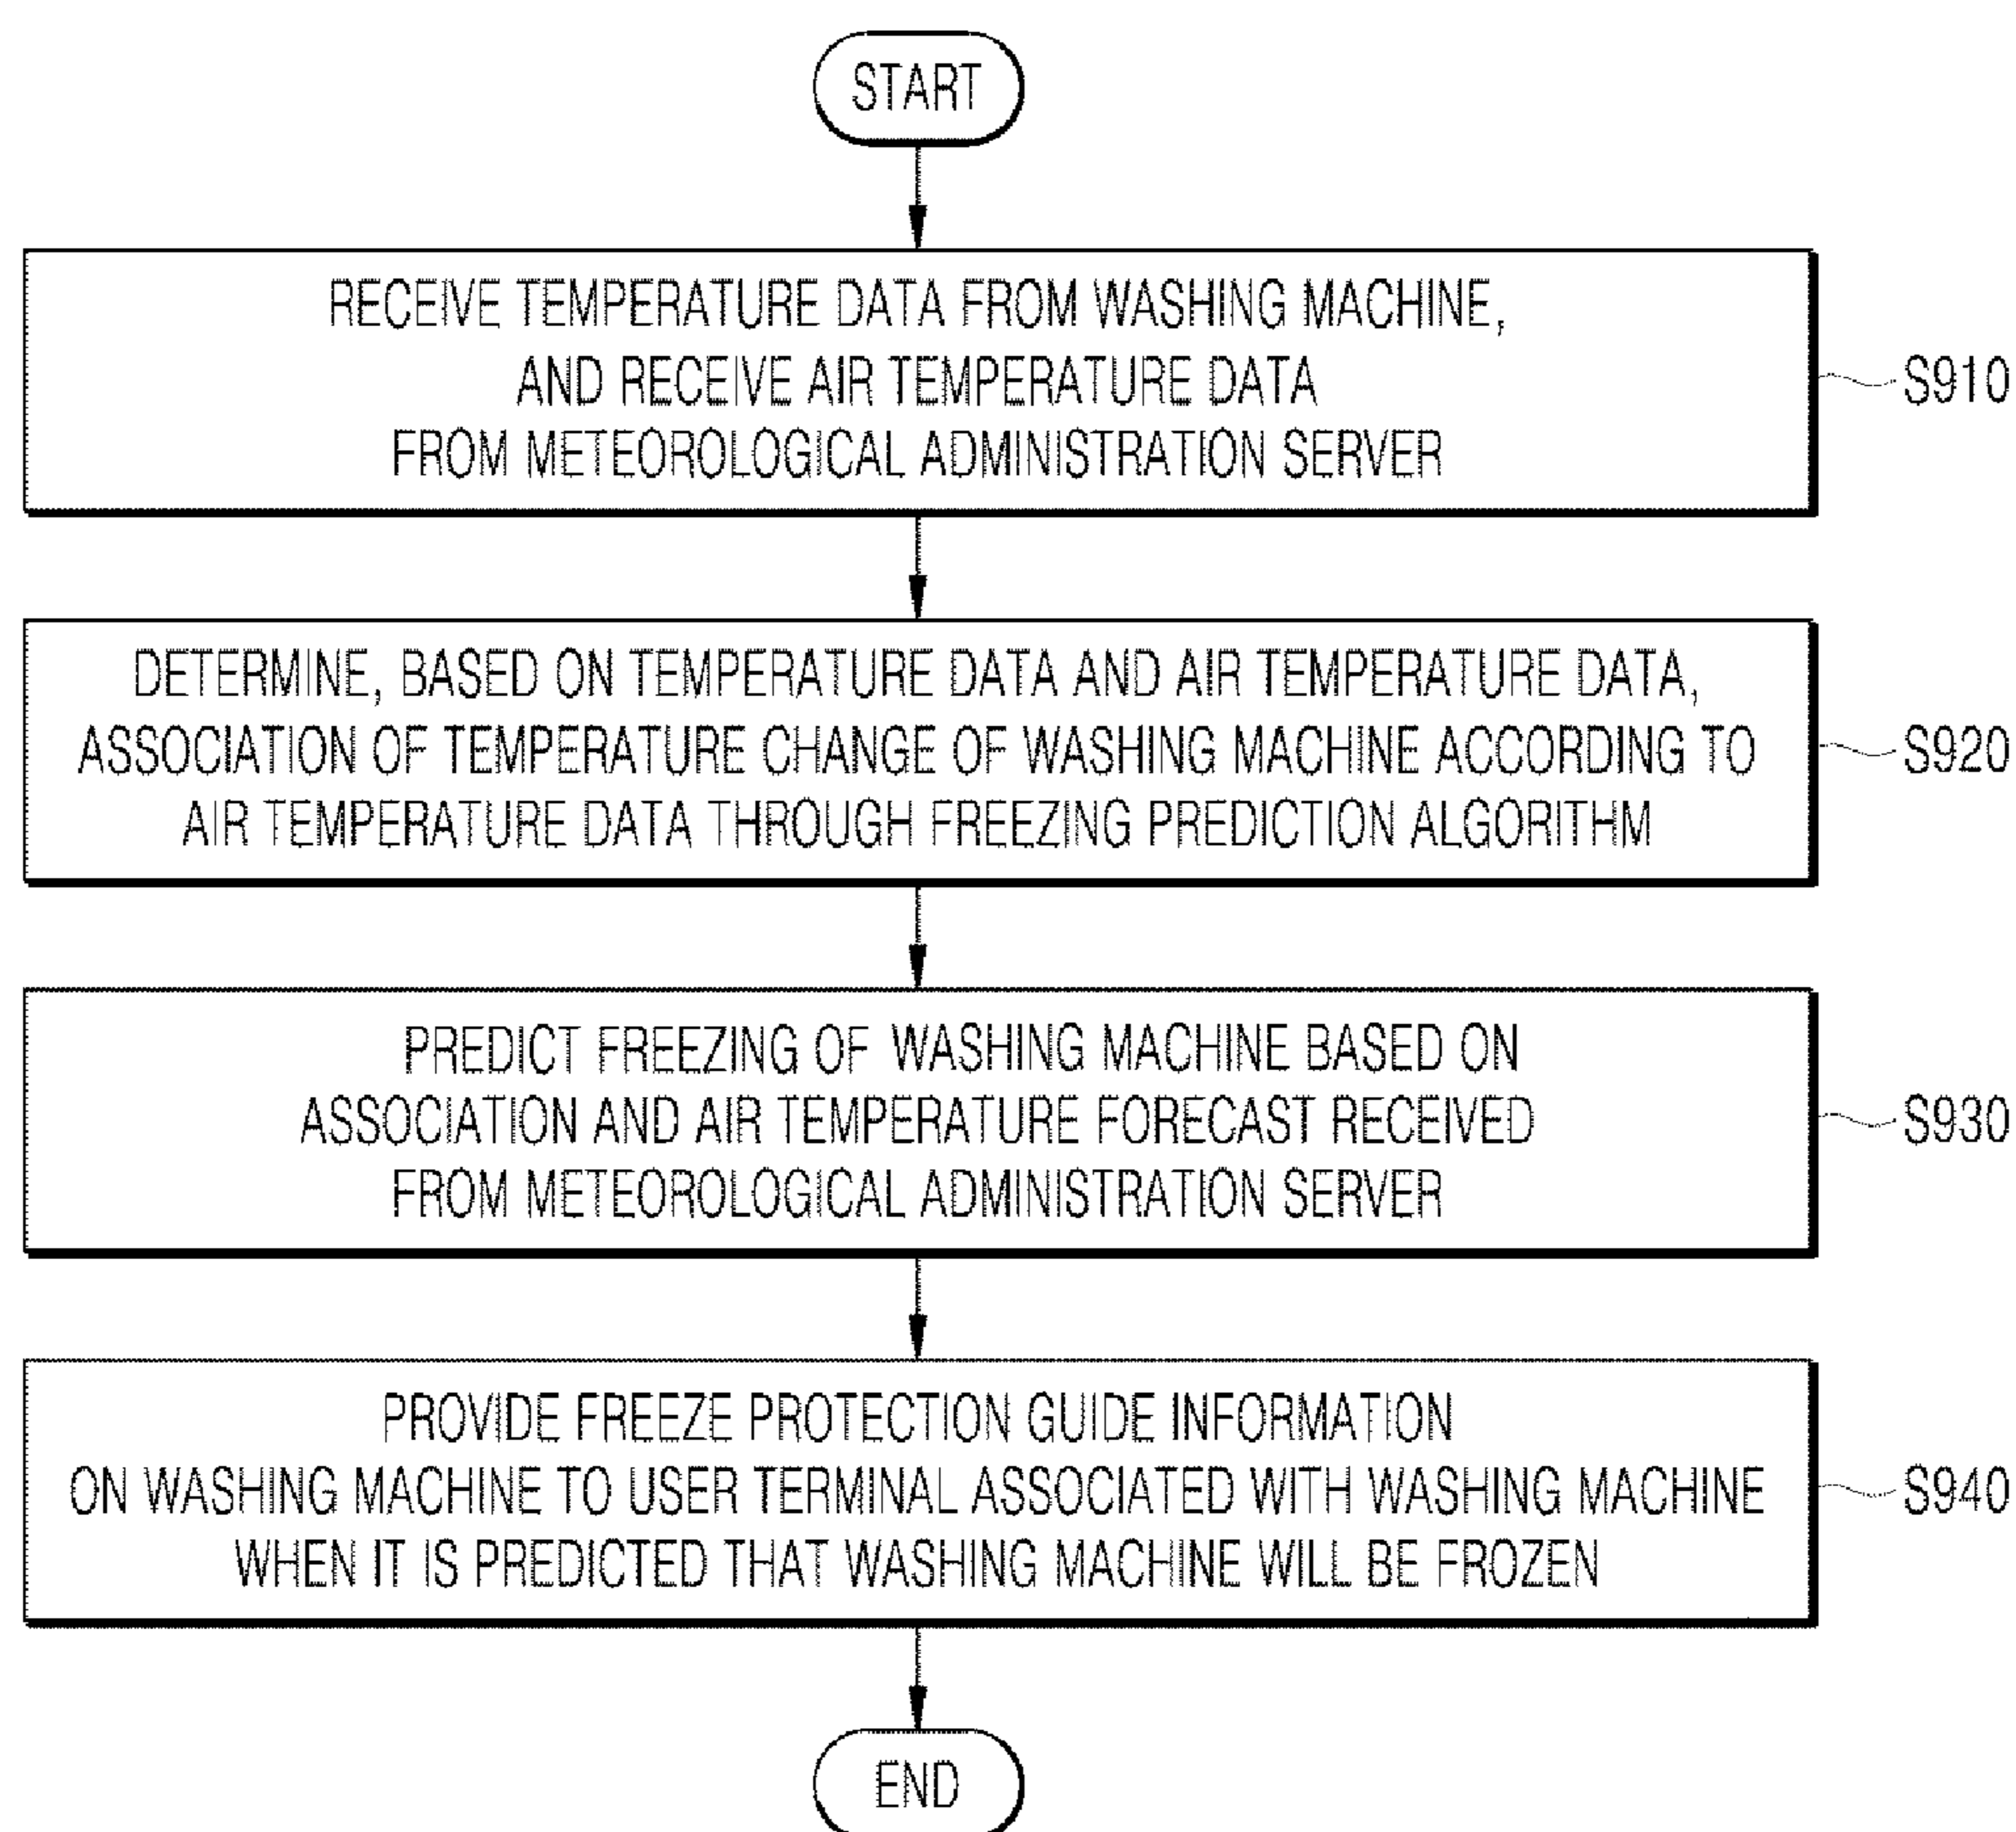 START
RECEIVE TEMPERATURE DATA FROM WASHING MACHINE,
AND RECEIVE AIR TEMPERATURE DATA
FROM METEOROLOGICAL ADMINISTRATION SERVER
S910
DETERMINE, BASED ON TEMPERATURE DATA AND AIR TEMPERATURE DATA,
ASSOCIATION OF TEMPERATURE CHANGE OF WASHING MACHINE ACCORDING TO
AIR TEMPERATURE DATA THROUGH FREEZING PREDICTION ALGORITHM
S920
PREDICT FREEZING OF WASHING MACHINE BASED ON
ASSOCIATION AND AIR TEMPERATURE FORECAST RECEIVED
FROM METEOROLOGICAL ADMINISTRATION SERVER
S930
PROVIDE FREEZE PROTECTION GUIDE INFORMATION
ON WASHING MACHINE TO USER TERMINAL ASSOCIATED WITH WASHING MACHINE
WHEN IT IS PREDICTED THAT WASHING MACHINE WILL BE FROZEN
S940
END